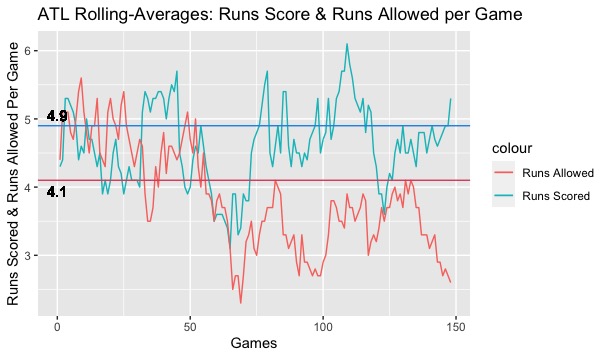 ATL Rolling-Averages: Runs Score & Runs Allowed per Game
Runs Scored & Runs Allowed Per Game
6
5
4
3
4.9
4.1
0
50
100
150
Games
colour
Runs Allowed
Runs Scored